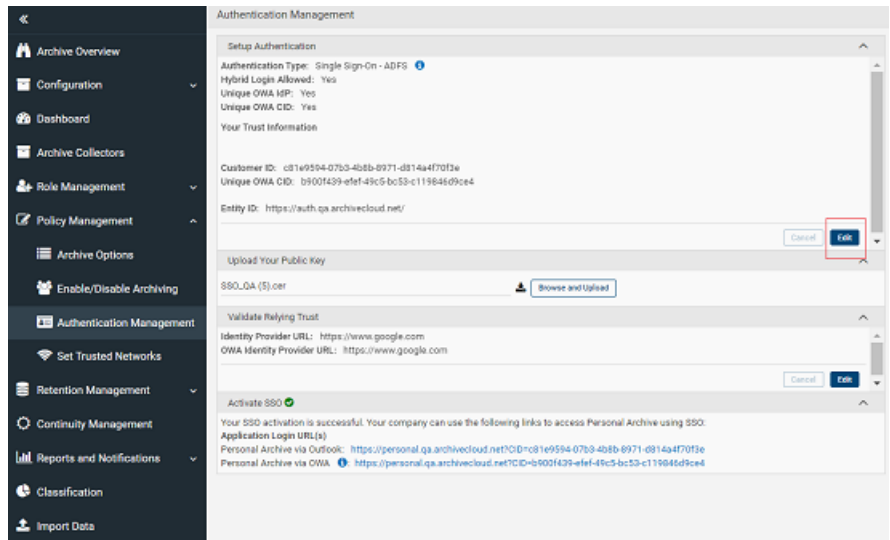 «
Archive Overview
Configuration
Dashboard
Archive Collectors
Role Management
Policy Management
Archive Options
Enable/Disable Archiving
Authentication Management
Set Trusted Networks
Retention Management
Continuity Management
Reports and Notifications
Classification
Import Data
Authentication Management
Setup Authentication
Authentication Type: Single Sign-On - ADFS
Hybrid Login Allowed: Yes
Unique OWA IdP: Yes
Unique OWA CID: Yes
Your Trust Information
Customer ID: c81e9594-07b3-4b8b-8971-d814a4f70f3e
Unique OWA CID: b900f439-efef-49c5-bc53-c119846d9ce4
Entity ID: https://auth.qa.archivecloud.net/
Cancel Edit
Upload Your Public Key
SSO_QA (5).cer Browse and Upload
Validate Relying Trust
Identity Provider URL: https://www.google.com
OWA Identity Provider URL: https://www.google.com
Cancel Edit
Activate SSO
Your SSO activation is successful. Your company can use the following links to access Personal Archive using SSO:
Application Login URL(s)
Personal Archive via Outlook: https://personal.qa.archivecloud.net?CID=c81e9594-07b3-4b8b-8971-d814a4f70f3e
Personal Archive via OWA : https://personal.qa.archivecloud.net?CID=b900f439-efef-49c5-bc53-c119846d9ce4